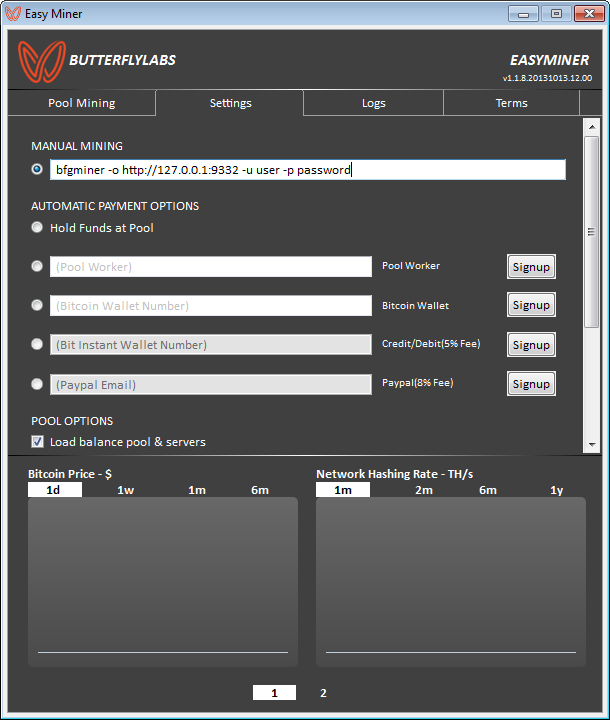 Easy Miner
BUTTERFLYLABS
EASYMINER
v1.1.8.20131013.12.00
Pool Mining Settings Logs Terms
MANUAL MINING
bfgminer -o http://127.0.0.1:9332 -u user -p password
AUTOMATIC PAYMENT OPTIONS
Hold Funds at Pool
(Pool Worker) Pool Worker Signup
(Bitcoin Wallet Number) Bitcoin Wallet Signup
(Bit Instant Wallet Number) Credit/Debit(5% Fee) Signup
(Paypal Email) Paypal(8% Fee) Signup
POOL OPTIONS
Load balance pool & servers
Bitcoin Price - $ Network Hashing Rate - TH/s
1d 1w 1m 6m 1m 2m 6m 1y
1 2